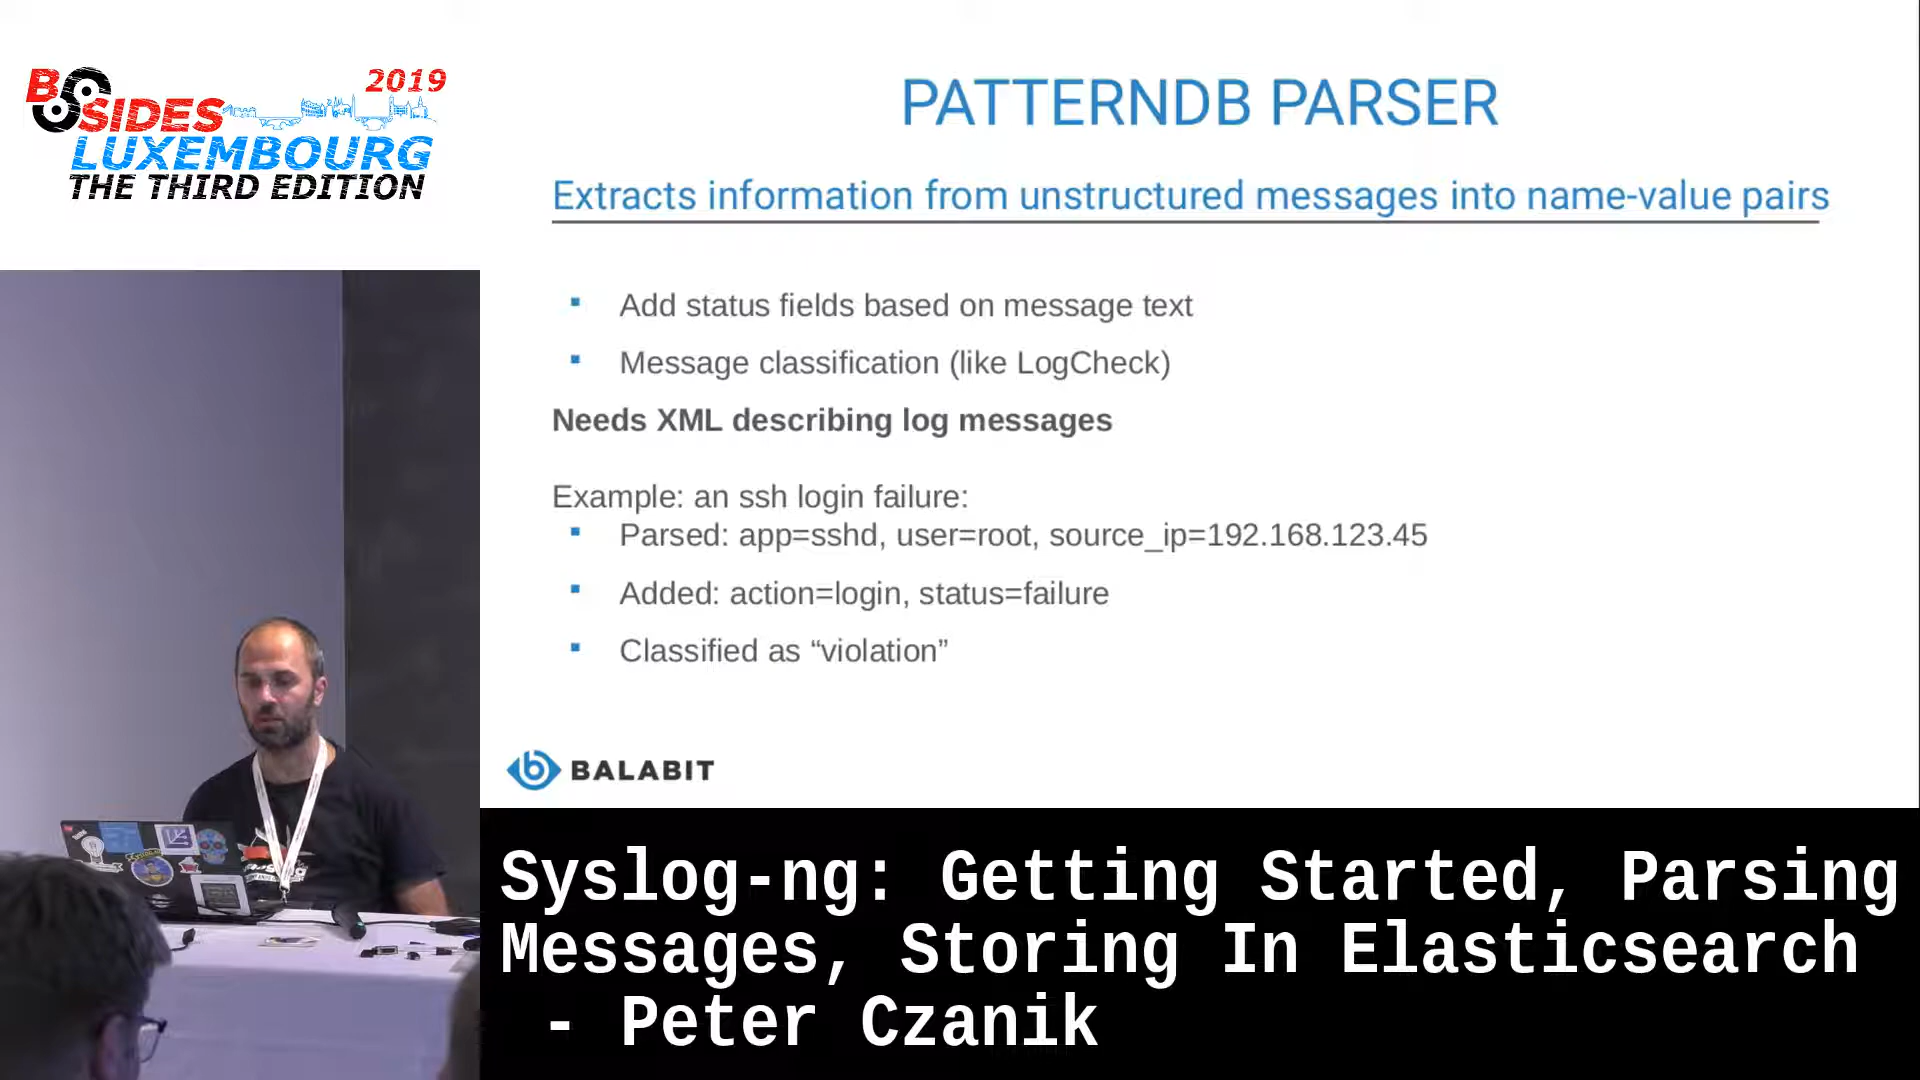 BSIDES 2019
LUXEMBOURG
THE THIRD EDITION
PATTERNDB PARSER
Extracts information from unstructured messages into name-value pairs
Add status fields based on message text
Message classification (like LogCheck)
Needs XML describing log messages
Example: an ssh login failure:
Parsed: app=sshd, user=root, source_ip=192.168.123.45
Added: action=login, status=failure
Classified as “violation”
BALABIT
Syslog-ng: Getting Started, Parsing
Messages, Storing In Elasticsearch
- Peter Czanik